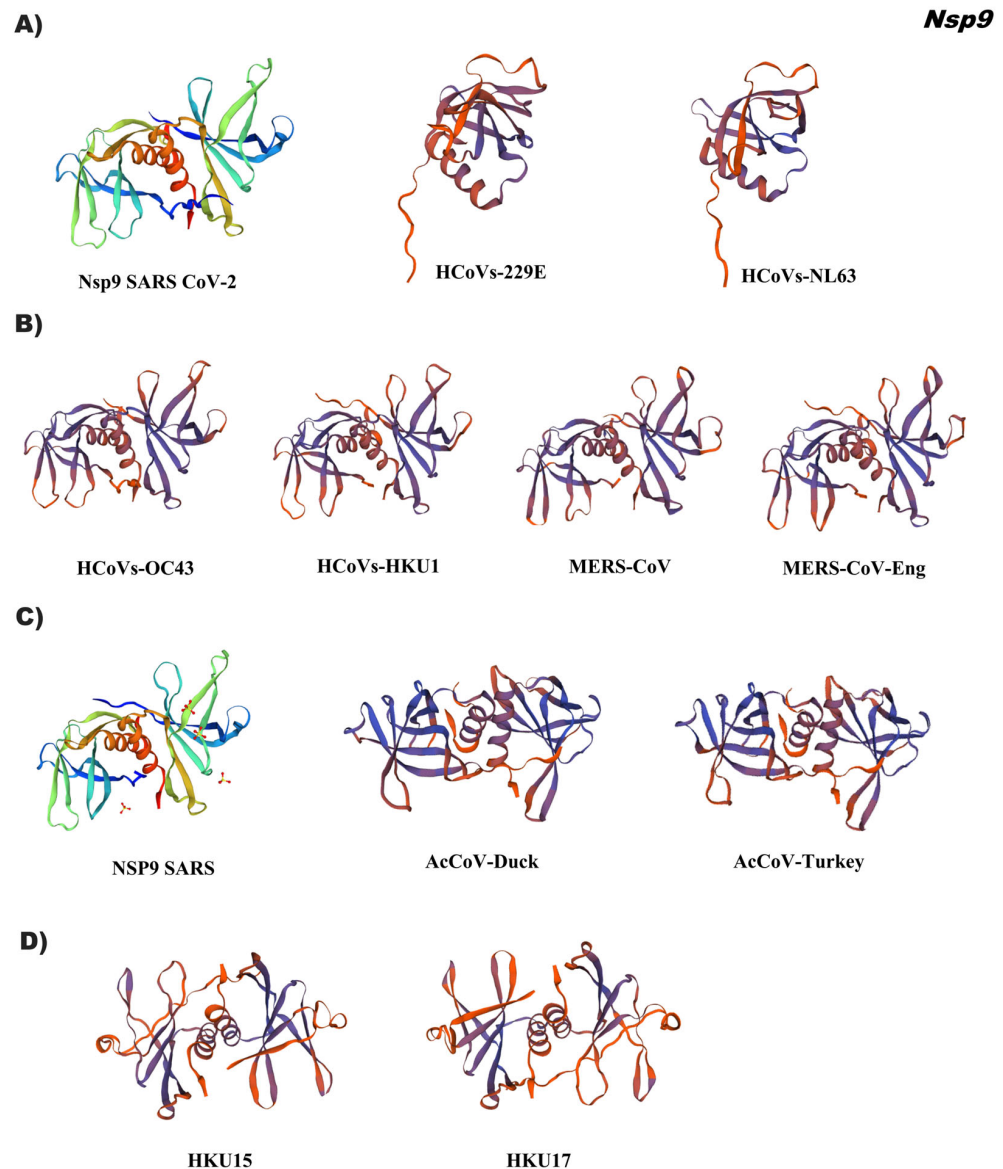 Nsp9
A)
Nsp9 SARS CoV-2
HCoVs-229E
HCoVs-NL63
B)
HCoVs-OC43
HCoVs-HKU1
MERS-CoV
MERS-CoV-Eng
C)
NSP9 SARS
AcCoV-Duck
AcCoV-Turkey
D)
HKU15
HKU17